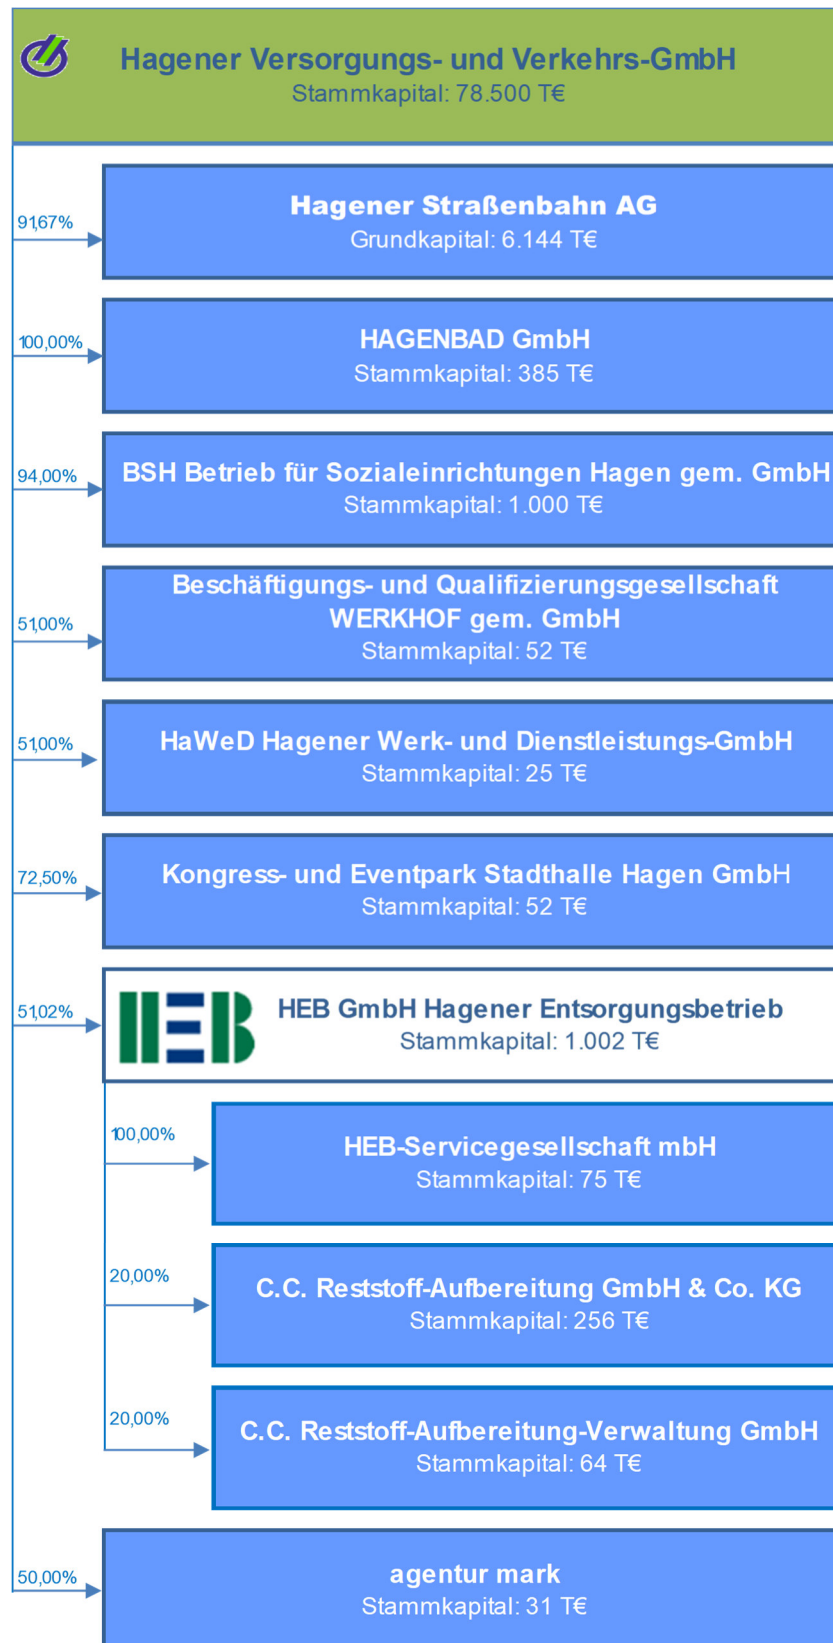 Hagener Versorgungs- und Verkehrs-GmbH
Stammkapital: 78.500 T€
91,67%
Hagener Straßenbahn AG
Grundkapital: 6.144 T€
100,00%
HAGENBAD GmbH
Stammkapital: 385 T€
94,00%
BSH Betrieb für Sozialeinrichtungen Hagen gem. GmbH
Stammkapital: 1.000 T€
51,00%
Beschäftigungs- und Qualifizierungsgesellschaft
WERKHOF gem. GmbH
Stammkapital: 52 T€
51,00%
HaWeD Hagener Werk- und Dienstleistungs-GmbH
Stammkapital: 25 T€
72,50%
Kongress- und Eventpark Stadthalle Hagen GmbH
Stammkapital: 52 T€
51,02%
HEB
HEB GmbH Hagener Entsorgungsbetrieb
Stammkapital: 1.002 T€
100,00%
HEB-Servicegesellschaft mbH
Stammkapital: 75 T€
20,00%
C.C. Reststoff-Aufbereitung GmbH & Co. KG
Stammkapital: 256 T€
20,00%
C.C. Reststoff-Aufbereitung-Verwaltung GmbH
Stammkapital: 64 T€
50,00%
agentur mark
Stammkapital: 31 T€